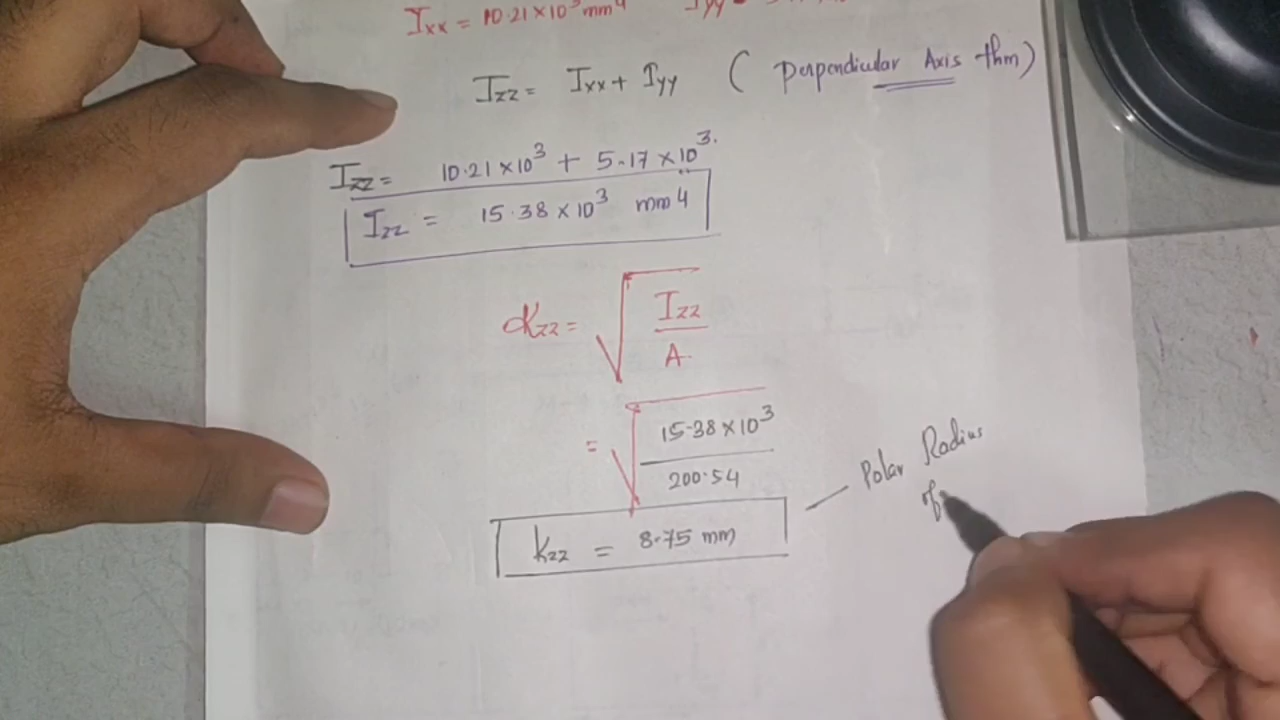 Ixx = 10.21 × 10³ mm⁴ Iyy =
Izz = Ixx + Iyy ( Perpendicular Axis thm )
Izz = 10.21 × 10³ + 5.17 × 10³.
Izz = 15.38 × 10³ mm⁴
Kzz = √ Izz
A.
= √ 15.38 × 10³
200.54
Kzz = 8.75 mm
Polar Radius
of